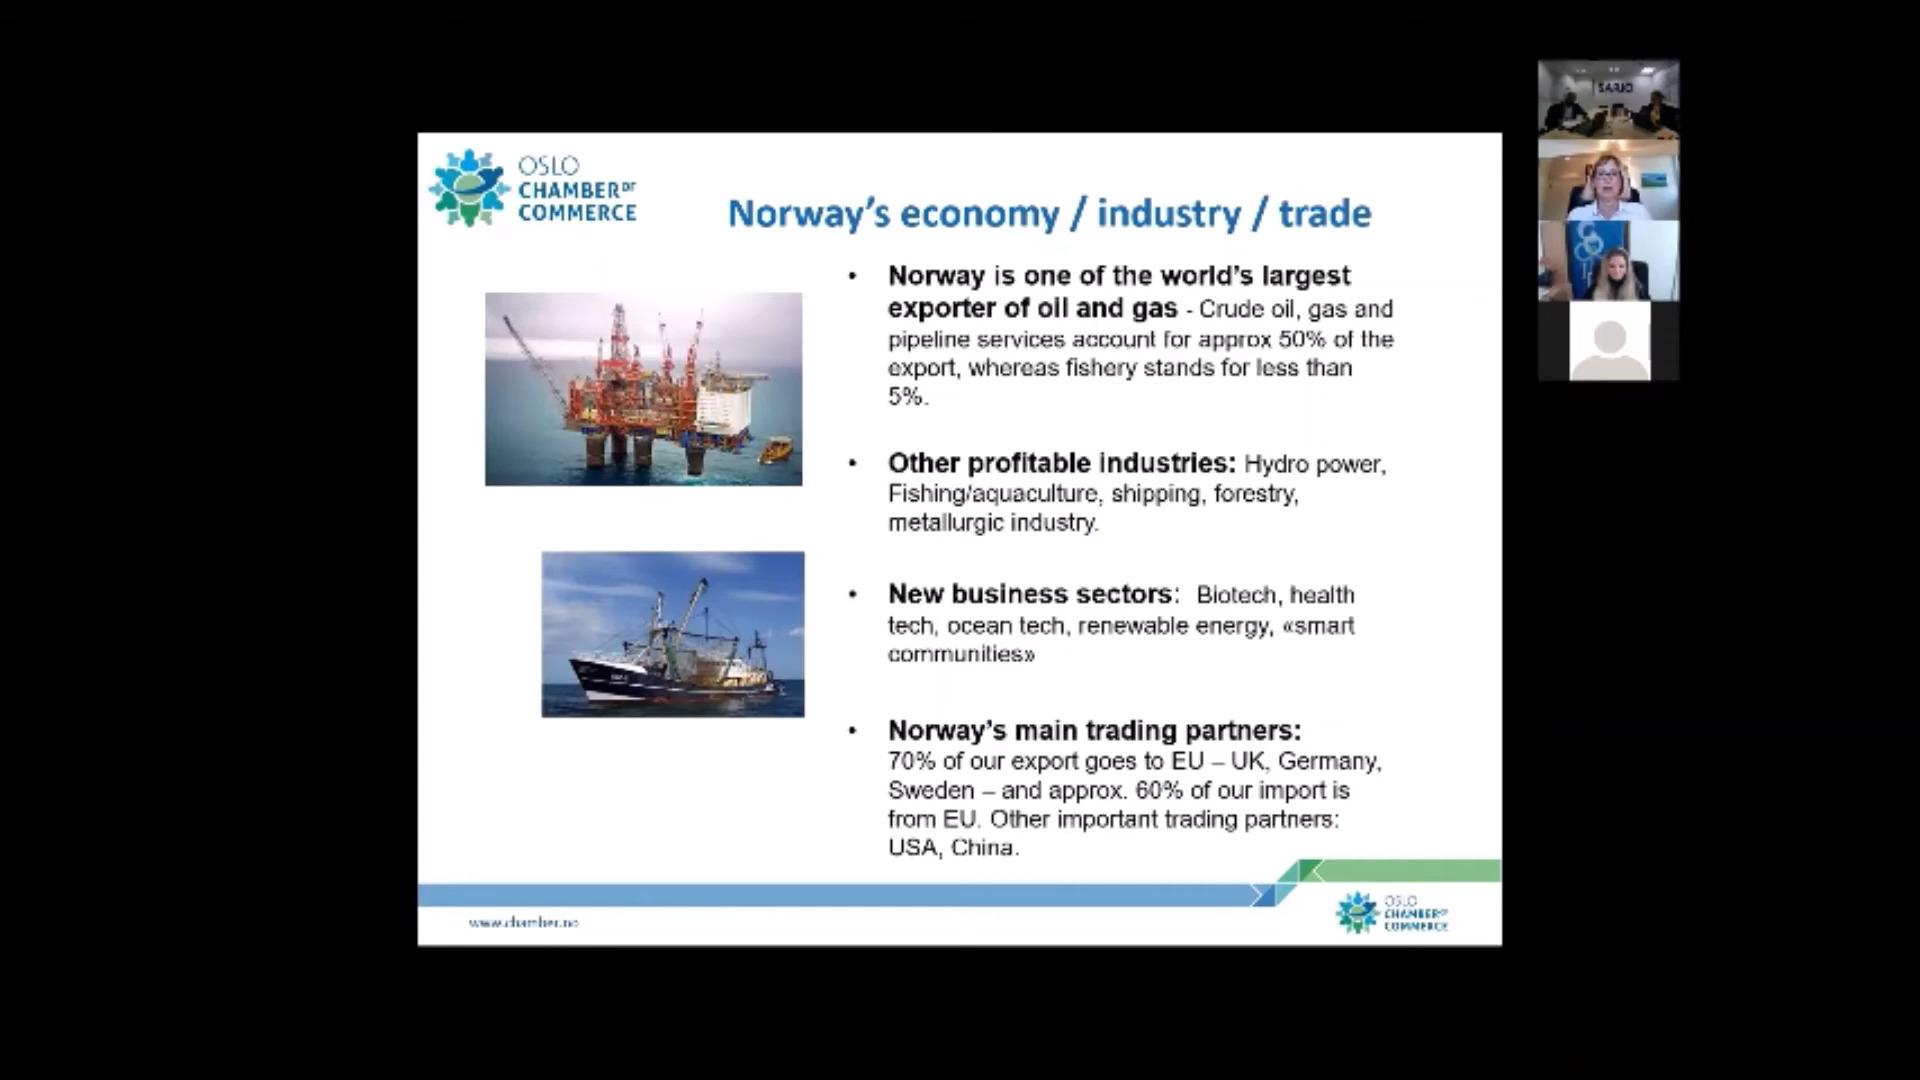 OSLO
CHAMBER OF
COMMERCE
Norway's economy / industry / trade
• Norway is one of the world's largest
exporter of oil and gas - Crude oil, gas and
pipeline services account for approx 50% of the
export, whereas fishery stands for less than
5%.
• Other profitable industries: Hydro power,
Fishing/aquaculture, shipping, forestry,
metallurgic industry.
• New business sectors: Biotech, health
tech, ocean tech, renewable energy, «smart
communities»
• Norway's main trading partners:
70% of our export goes to EU – UK, Germany,
Sweden – and approx. 60% of our import is
from EU. Other important trading partners:
USA, China.
www.chamber.no
OSLO
CHAMBER OF
COMMERCE
SARIO